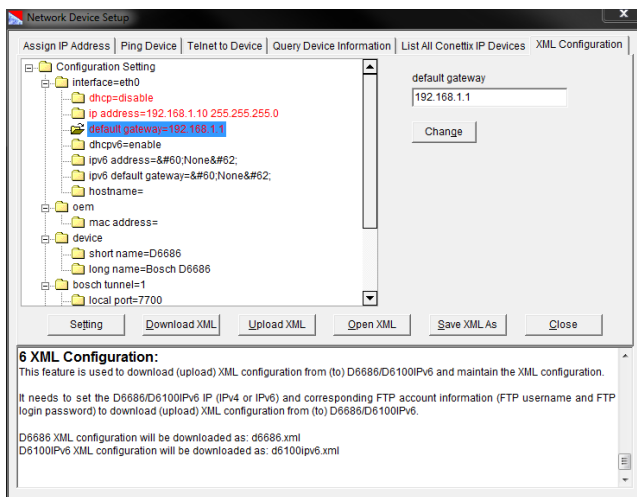 Network Device Setup
x
Assign IP Address
Ping Device
Telnet to Device
Query Device Information
List All Conettix IP Devices
XML Configuration
Configuration Setting
interface=eth0
dhcp=disable
ip address=192.168.1.10 255.255.255.0
default gateway=192.168.1.1
dhcpv6=enable
ipv6 address=&#60;None&#62;
ipv6 default gateway=&#60;None&#62;
hostname=
oem
mac address=
device
short name=D6686
long name=Bosch D6686
bosch tunnel=1
local port=7700
default gateway
192.168.1.1
Change
Setting
Download XML
Upload XML
Open XML
Save XML As
Close
6 XML Configuration:
This feature is used to download (upload) XML configuration from (to) D6686/D6100IPv6 and maintain the XML configuration.
It needs to set the D6686/D6100IPv6 IP (IPv4 or IPv6) and corresponding FTP account information (FTP username and FTP
login password) to download (upload) XML configuration from (to) D6686/D6100IPv6.
D6686 XML configuration will be downloaded as: d6686.xml
D6100IPv6 XML configuration will be downloaded as: d6100ipv6.xml